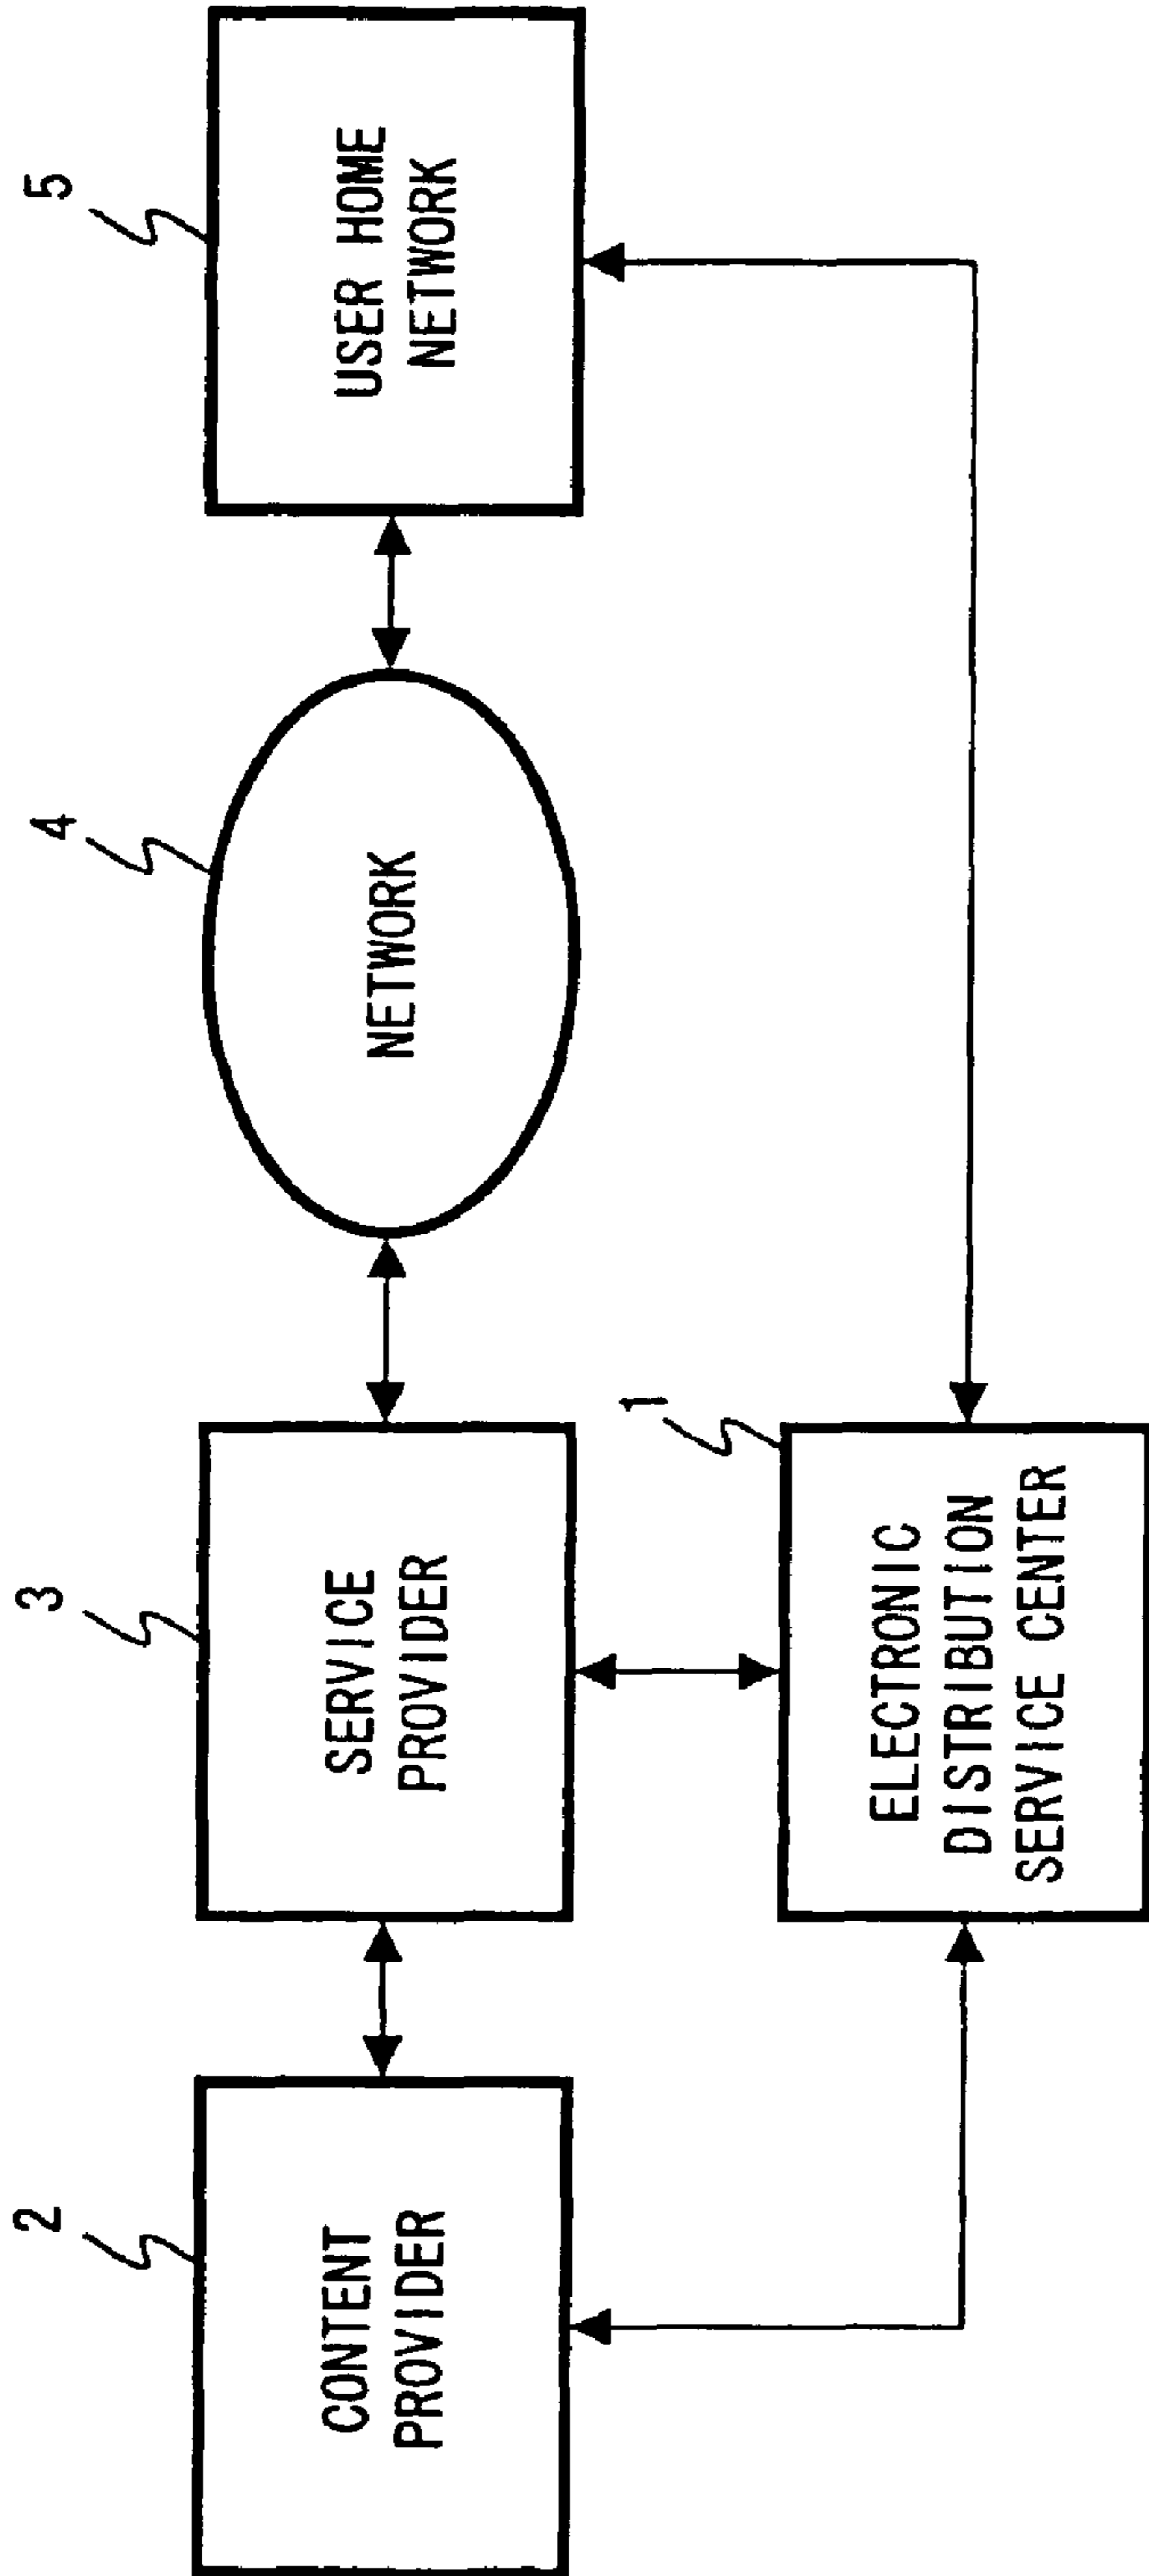 2
CONTENT
PROVIDER
3
SERVICE
PROVIDER
4
NETWORK
5
USER HOME
NETWORK
1
ELECTRONIC
DISTRIBUTION
SERVICE CENTER